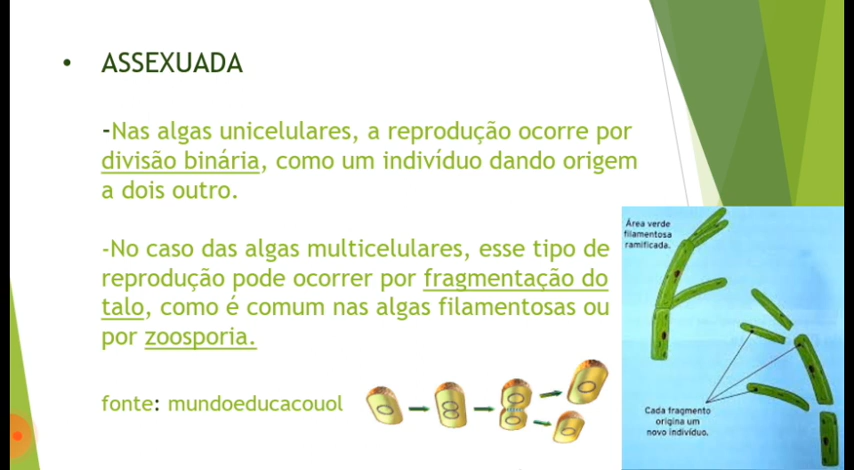 • ASSEXUADA
-Nas algas unicelulares, a reprodução ocorre por
divisão binária, como um indivíduo dando origem
a dois outro.
-No caso das algas multicelulares, esse tipo de
reprodução pode ocorrer por fragmentação do
talo, como é comum nas algas filamentosas ou
por zoosporia.
fonte: mundoeducacouol
Área verde
filamentosa
ramificada.
Cada fragmento
origina um
novo indivíduo.